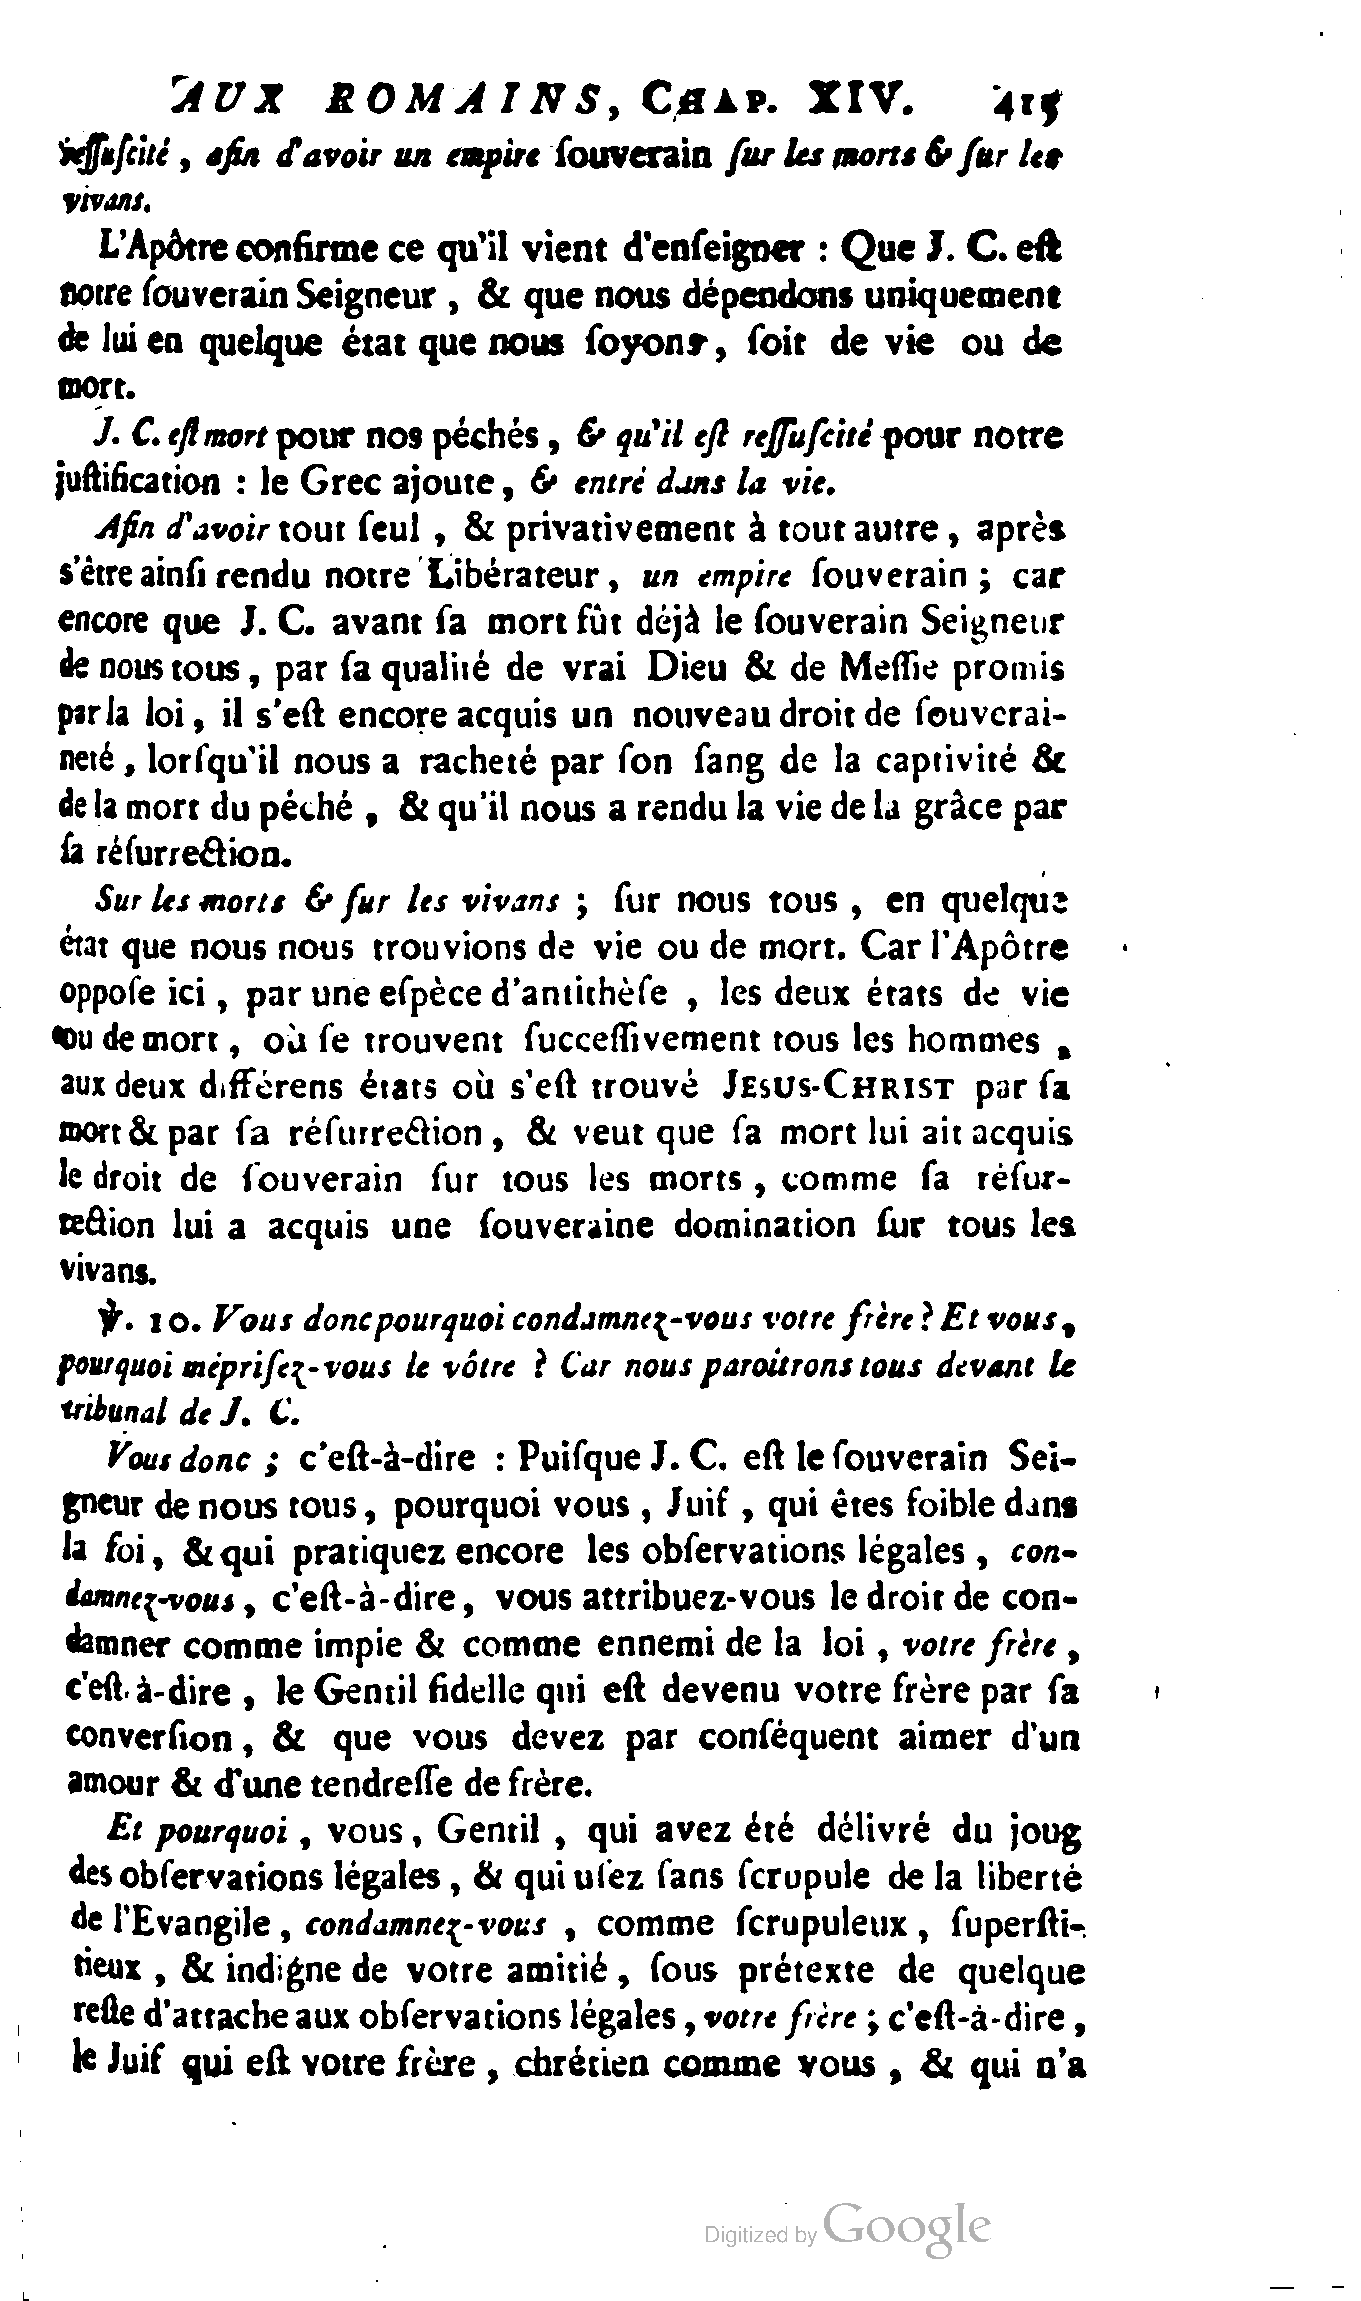 AUX ROMAINS, CHAP. XIV. 415
reſſuſcité, afin d'avoir un empire ſouverain ſur les morts & ſur les
vivans.
L'Apôtre confirme ce qu'il vient d'enſeigner : Que J. C. eſt
notre ſouverain Seigneur, & que nous dépendons uniquement
de lui en quelque état que nous ſoyons, ſoit de vie ou de
mort.
J. C. eſt mort pour nos péchés, & qu'il eſt reſſuſcité pour notre
juſtification : le Grec ajoute, & entré dans la vie.
Afin d'avoir tout ſeul, & privativement à tout autre, après
s'être ainſi rendu notre Libérateur, un empire ſouverain ; car
encore que J. C. avant ſa mort fût déjà le ſouverain Seigneur
de nous tous, par ſa qualité de vrai Dieu & de Meſſie promis
par la loi, il s'eſt encore acquis un nouveau droit de ſouverai-
neté, lorſqu'il nous a racheté par ſon ſang de la captivité &
de la mort du péché, & qu'il nous a rendu la vie de la grâce par
ſa réſurrection.
Sur les morts & ſur les vivans ; ſur nous tous, en quelque
état que nous nous trouvions de vie ou de mort. Car l'Apôtre
oppoſe ici, par une eſpèce d'antithèſe, les deux états de vie
ou de mort, où ſe trouvent ſucceſſivement tous les hommes,
aux deux différens états où s'eſt trouvé JESUS-CHRIST par ſa
mort & par ſa réſurrection, & veut que ſa mort lui ait acquis
le droit de ſouverain ſur tous les morts, comme ſa réſur-
rection lui a acquis une ſouveraine domination ſur tous les
vivans.
℣. 10. Vous donc pourquoi condamnez-vous votre frère ? Et vous,
pourquoi mépriſez-vous le vôtre ? Car nous paroîtrons tous devant le
tribunal de J. C.
Vous donc ; c'eſt-à-dire : Puiſque J. C. eſt le ſouverain Sei-
gneur de nous tous, pourquoi vous, Juif, qui êtes foible dans
la foi, & qui pratiquez encore les obſervations légales, con-
damnez-vous, c'eſt-à-dire, vous attribuez-vous le droit de con-
damner comme impie & comme ennemi de la loi, votre frère,
c'eſt-à-dire, le Gentil fidelle qui eſt devenu votre frère par ſa
converſion, & que vous devez par conſéquent aimer d'un
amour & d'une tendreſſe de frère.
Et pourquoi, vous, Gentil, qui avez été délivré du joug
des obſervations légales, & qui uſez ſans ſcrupule de la liberté
de l'Evangile, condamnez-vous, comme ſcrupuleux, ſuperſti-
tieux, & indigne de votre amitié, ſous prétexte de quelque
reſte d'attache aux obſervations légales, votre frère ; c'eſt-à-dire,
le Juif qui eſt votre frère, chrétien comme vous, & qui n'a
Digitized by Google